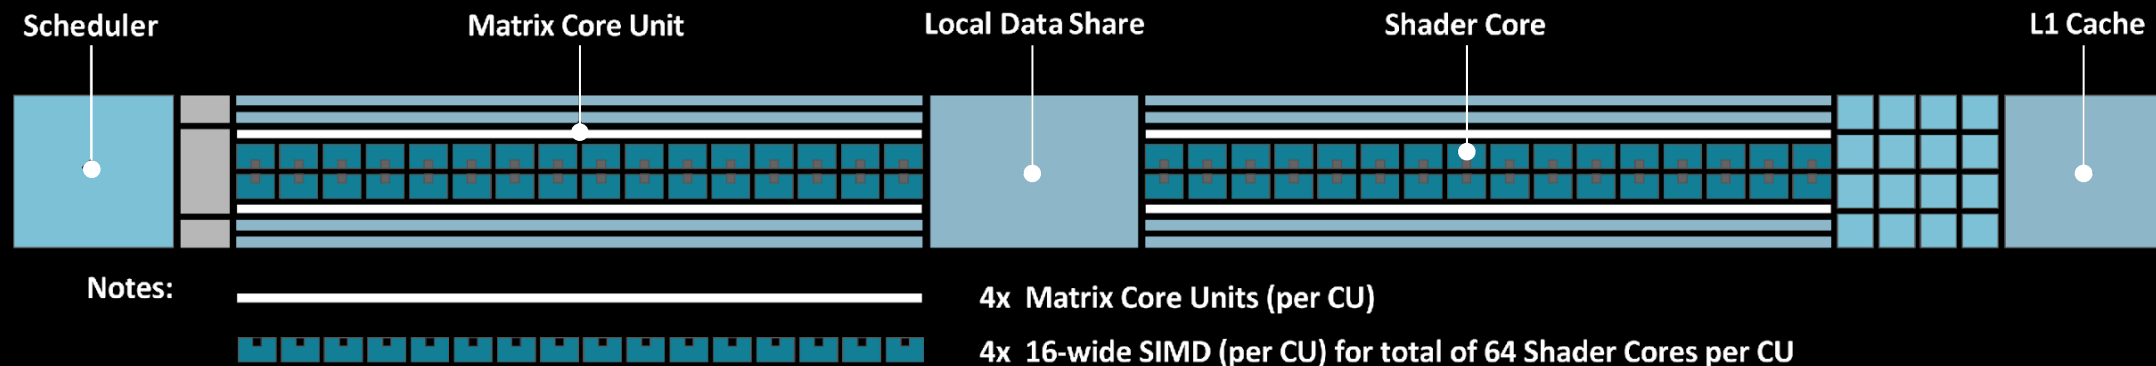 Scheduler
Matrix Core Unit
Local Data Share
Shader Core
L1 Cache
Notes:
4x Matrix Core Units (per CU)
4x 16-wide SIMD (per CU) for total of 64 Shader Cores per CU